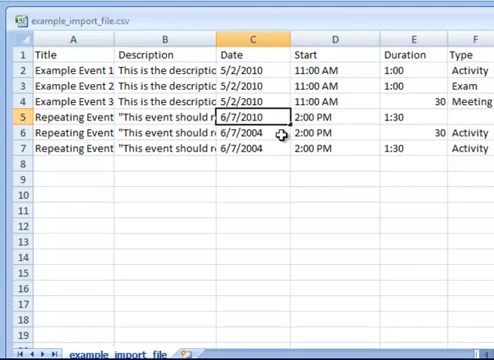 example_import_file.csv
A B C D E F
1 Title Description Date Start Duration Type
2 Example Event 1 This is the descriptic 5/2/2010 11:00 AM 1:00 Activity
3 Example Event 2 This is the descriptic 5/2/2010 11:00 AM 1:00 Exam
4 Example Event 3 This is the descriptic 5/2/2010 11:00 AM 30 Meeting
5 Repeating Event "This event should r 6/7/2010 2:00 PM 1:30
6 Repeating Event "This event should r 6/7/2004 2:00 PM 30 Activity
7 Repeating Event "This event should r 6/7/2004 2:00 PM 1:30 Activity
8
9
10
11
12
13
14
15
16
17
18
19
example_import_file